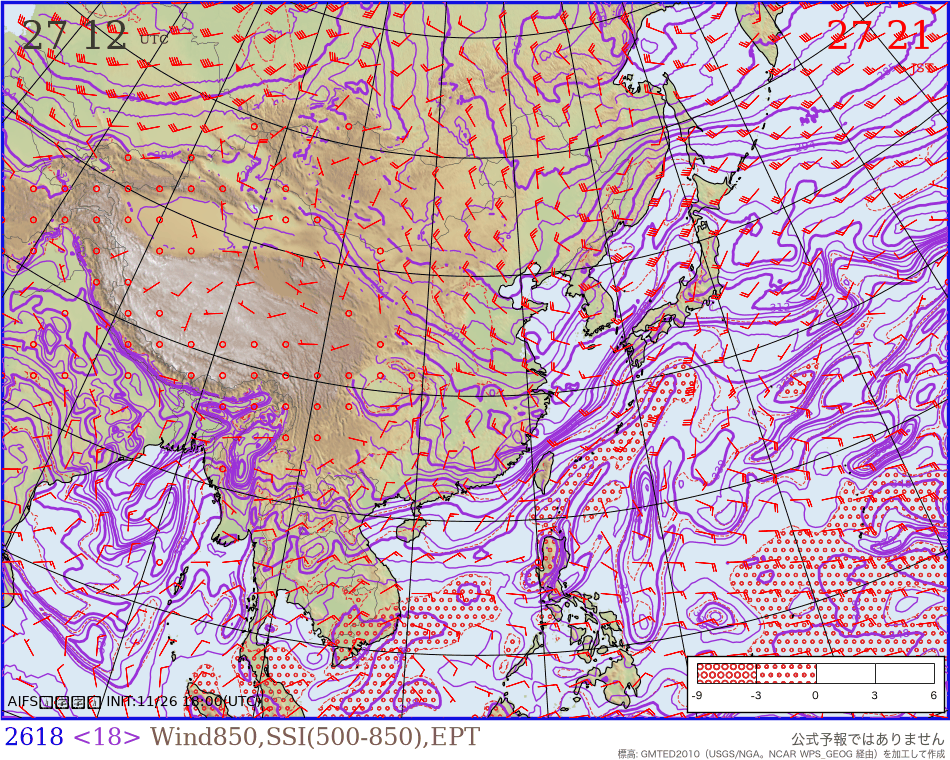 27 12 UTC
27 21
JST
AIFS INIT:11/26 18:00(UTC)
-9 -3 0 3 6
2618 <18> Wind850,SSI(500-850),EPT
公式予報ではありません
標高: GMTED2010（USGS/NGA。NCAR WPS_GEOG 経由）を加工して作成